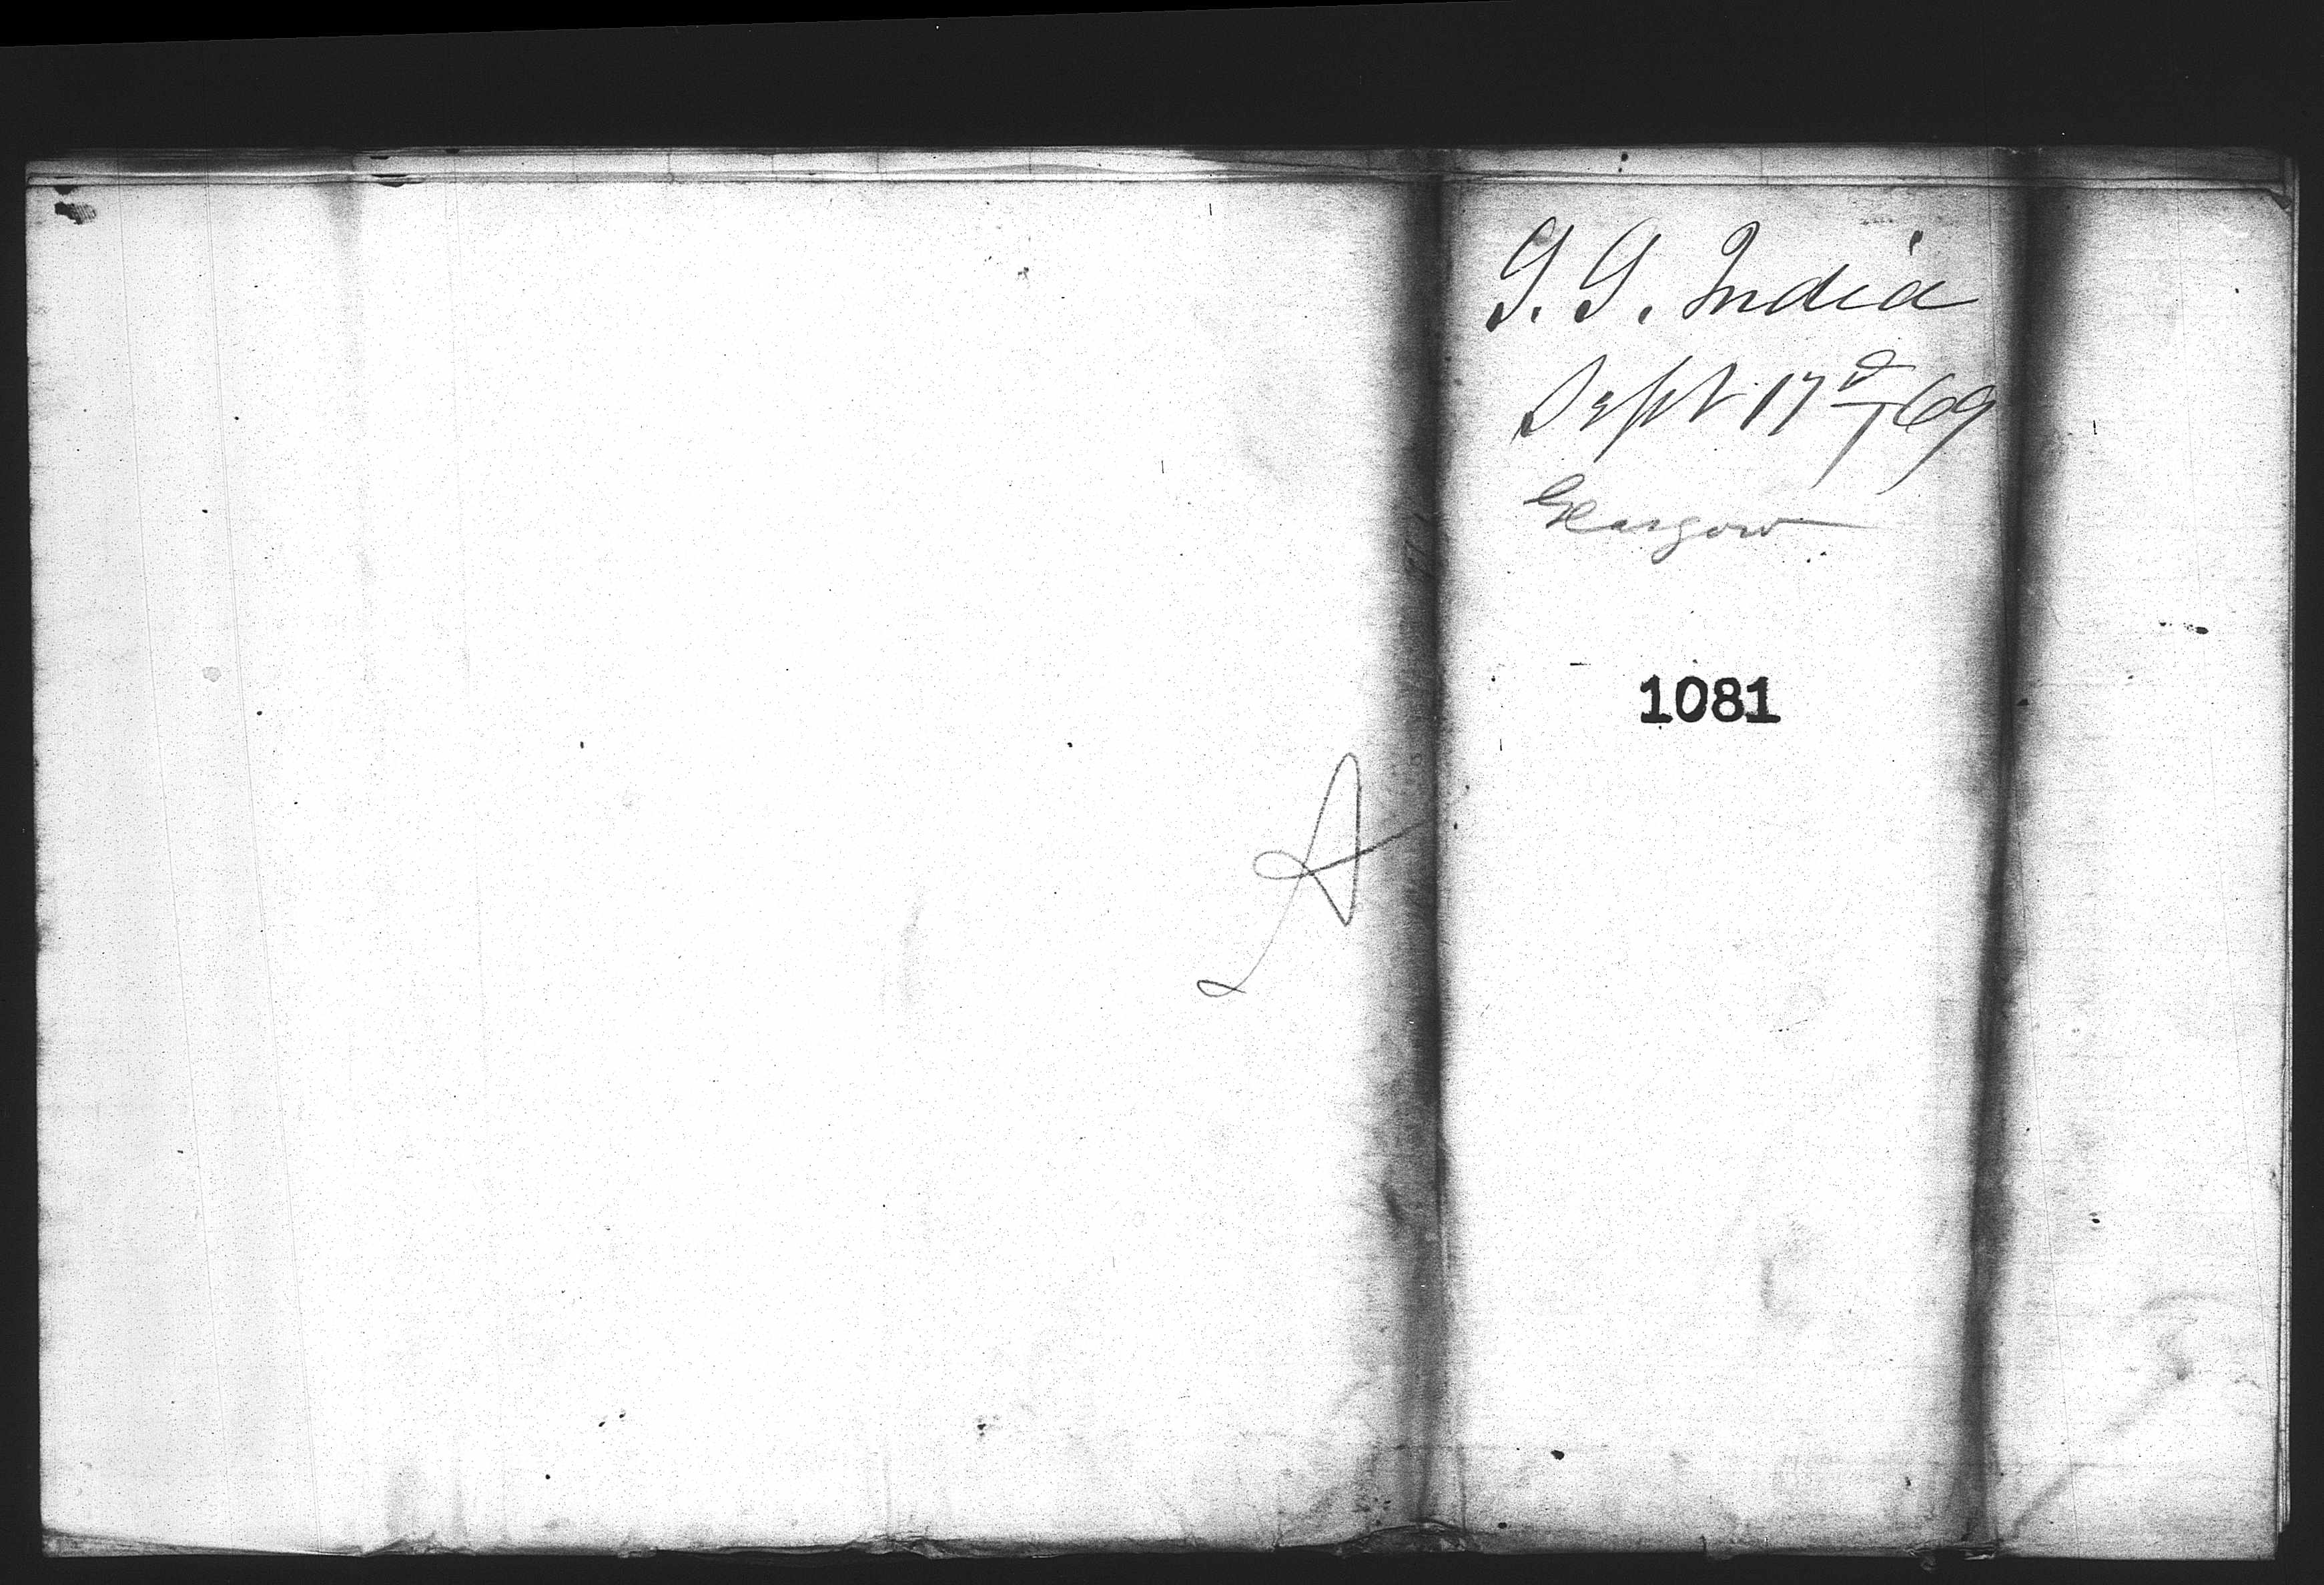 S. S. India
Sept 17th/69
Glasgow
1081
A